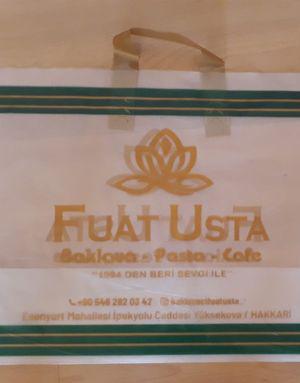 FUAT USTA
Baklava - Pasta - Cafe
"1994 DEN BERİ SEVGİ İLE"
+90 546 282 03 42 baklavacifuatusta_
Esenyurt Mahallesi İpekyolu Caddesi Yüksekova / HAKKARİ